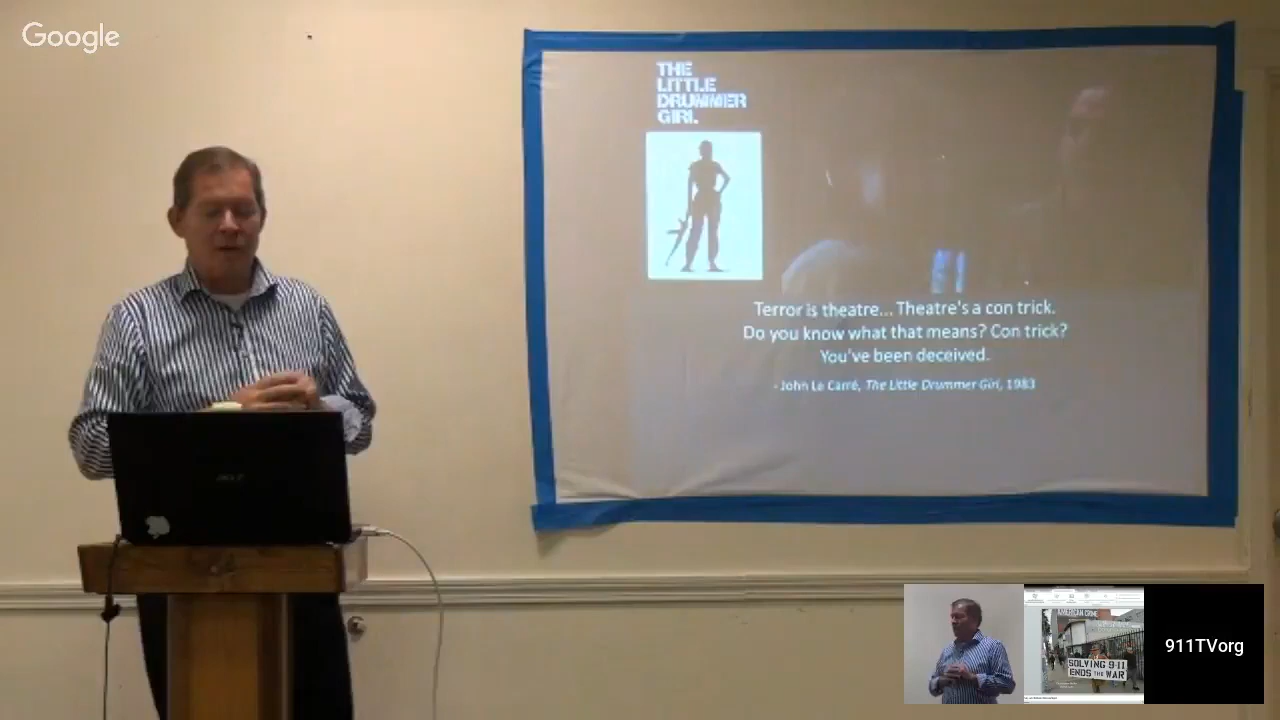 Google
THE
LITTLE
DRUMMER
GIRL
Terror is theatre... Theatre's a con trick.
Do you know what that means? Con trick?
You've been deceived.
- John Le Carré, The Little Drummer Girl, 1983
acer
AMERICAN CRIME
SOLVING 9-11
ENDS THE WAR
911TVorg